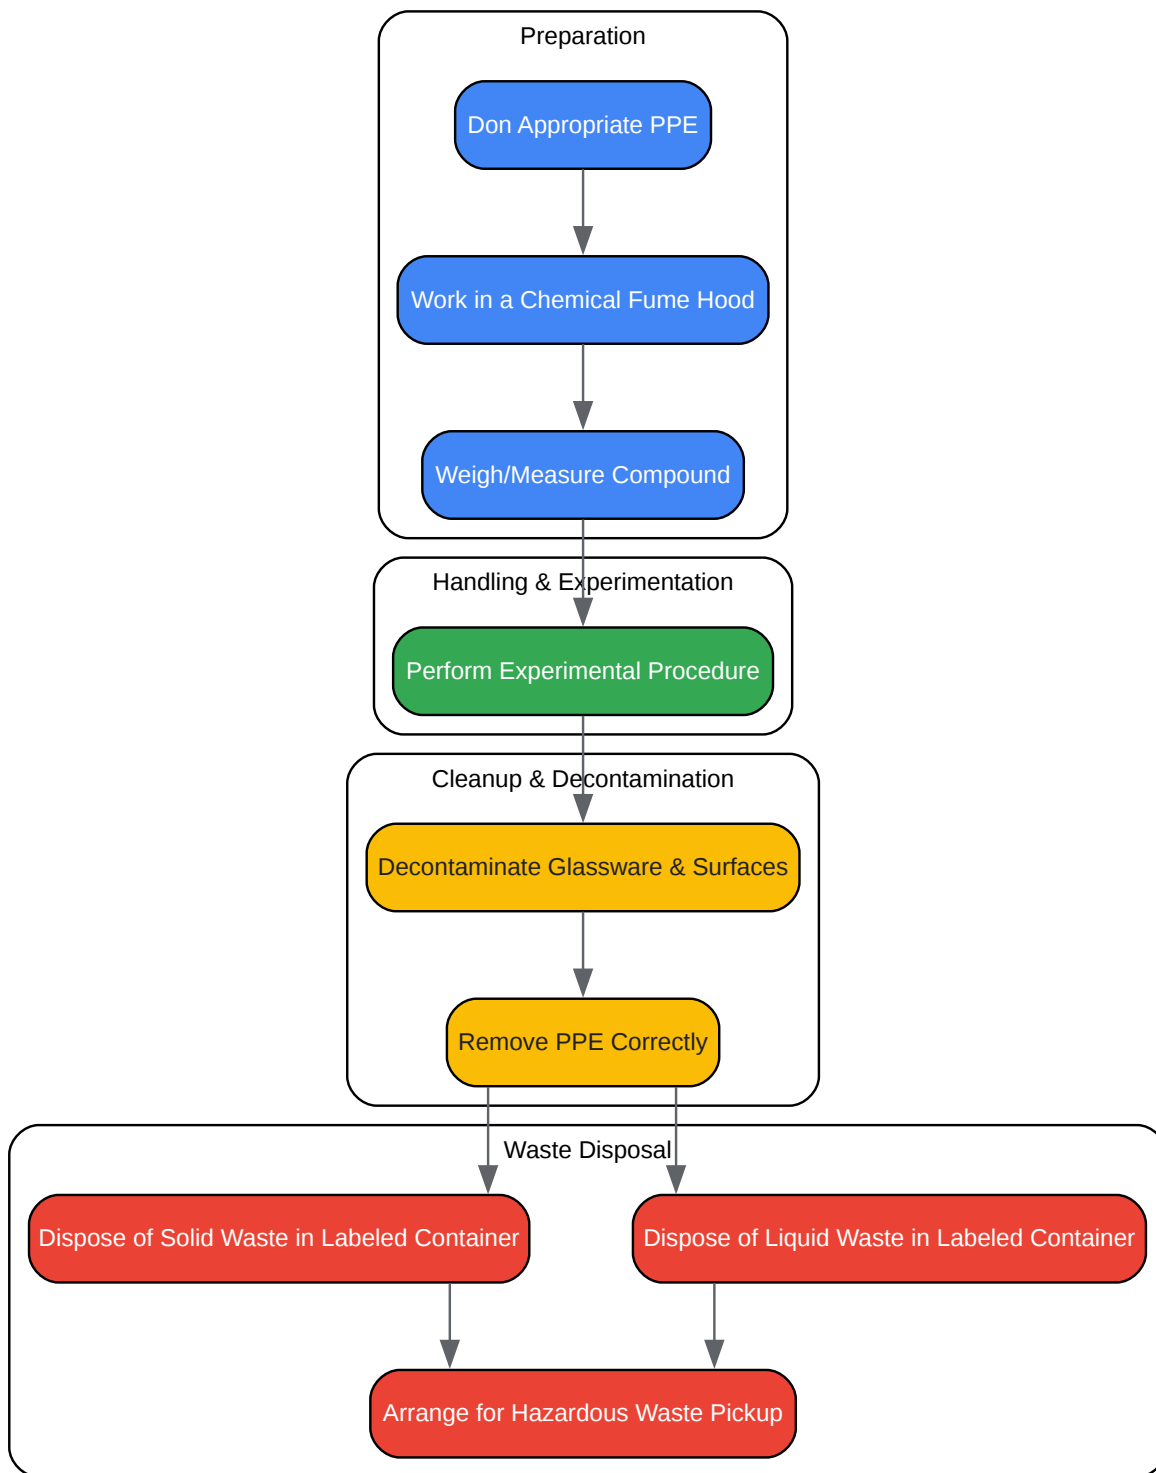 Preparation
Don Appropriate PPE
Work in a Chemical Fume Hood
Weigh/Measure Compound
Handling & Experimentation
Perform Experimental Procedure
Cleanup & Decontamination
Decontaminate Glassware & Surfaces
Remove PPE Correctly
Waste Disposal
Dispose of Solid Waste in Labeled Container
Dispose of Liquid Waste in Labeled Container
Arrange for Hazardous Waste Pickup